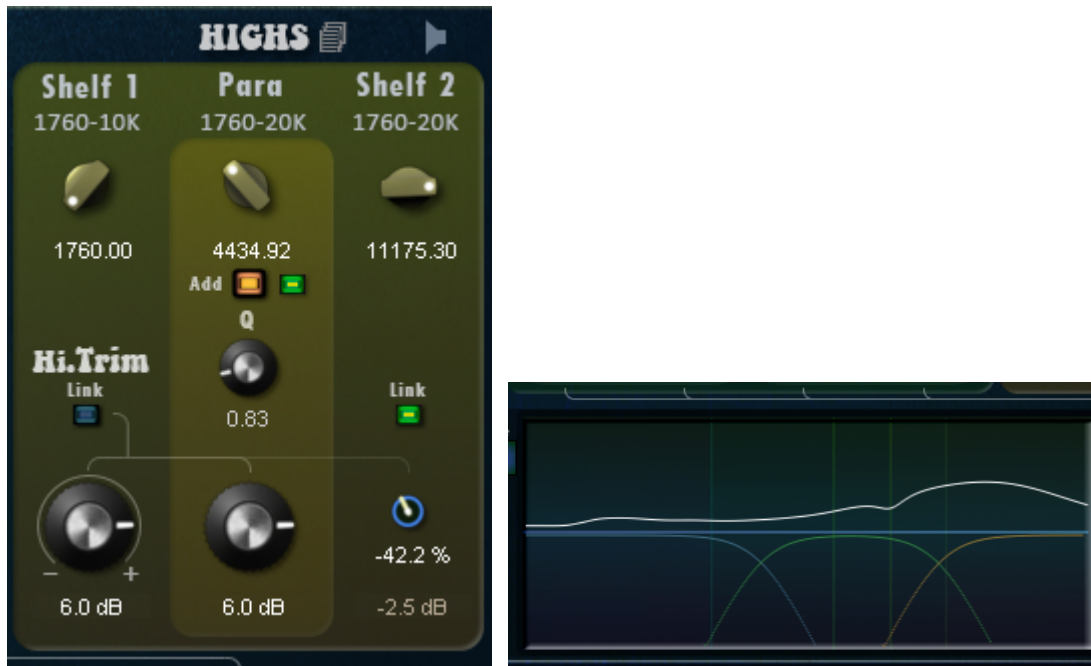 HIGHS
Shelf 1 Para Shelf 2
1760-10K 1760-20K 1760-20K
1760.00 4434.92 11175.30
Add
Q
Hi.Trim
Link Link
0.83
-42.2 %
− +
6.0 dB 6.0 dB -2.5 dB